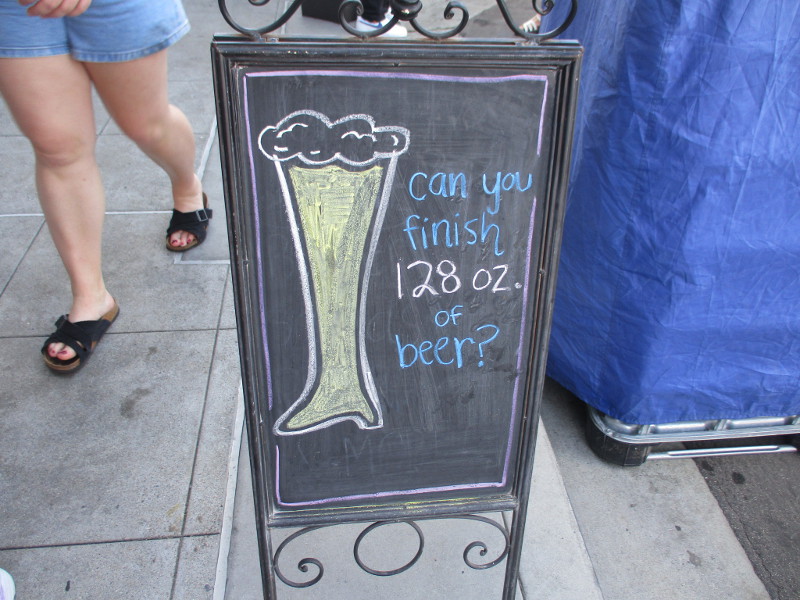 can you
finish
128 oz.
of
beer?